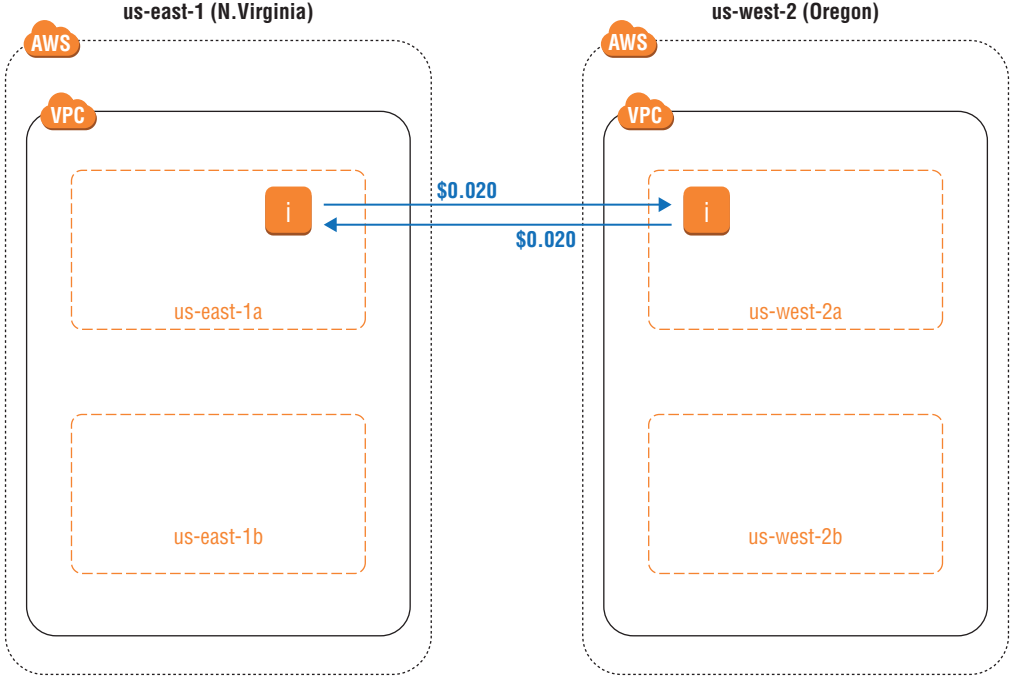 us-east-1 (N.Virginia)
us-west-2 (Oregon)
AWS
AWS
VPC
VPC
i
$0.020
$0.020
i
us-east-1a
us-west-2a
us-east-1b
us-west-2b